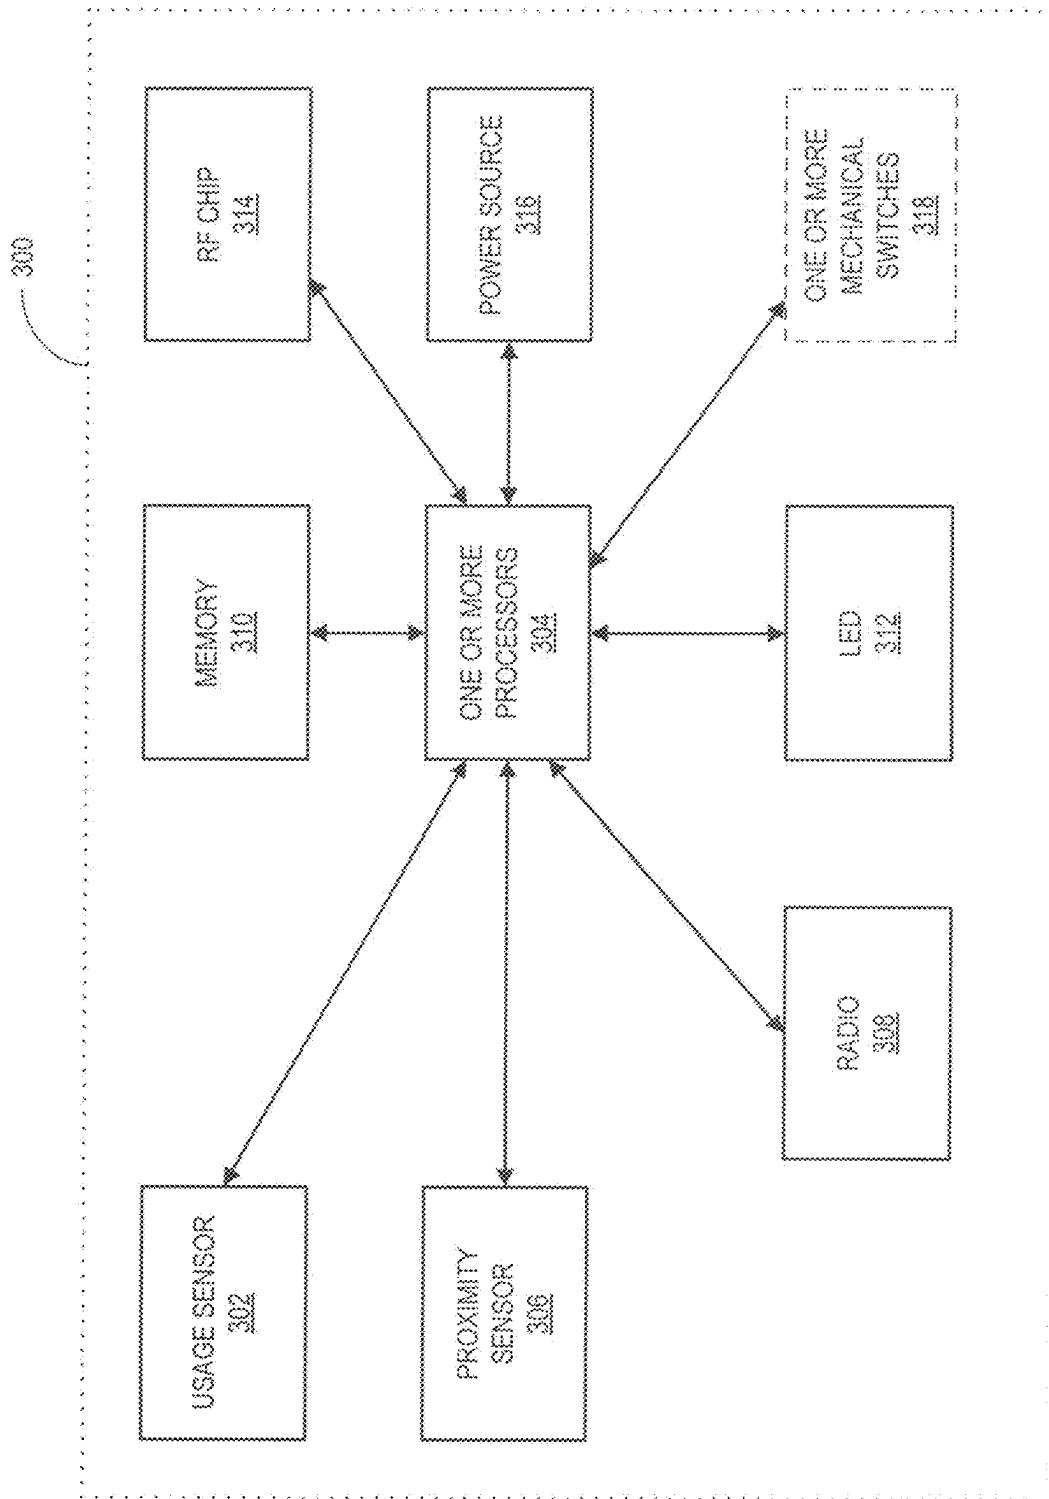 300
USAGE SENSOR
302
MEMORY
310
RF CHIP
314
PROXIMITY
SENSOR
306
ONE OR MORE
PROCESSORS
304
POWER SOURCE
316
RADIO
308
LED
312
ONE OR MORE
MECHANICAL
SWITCHES
318